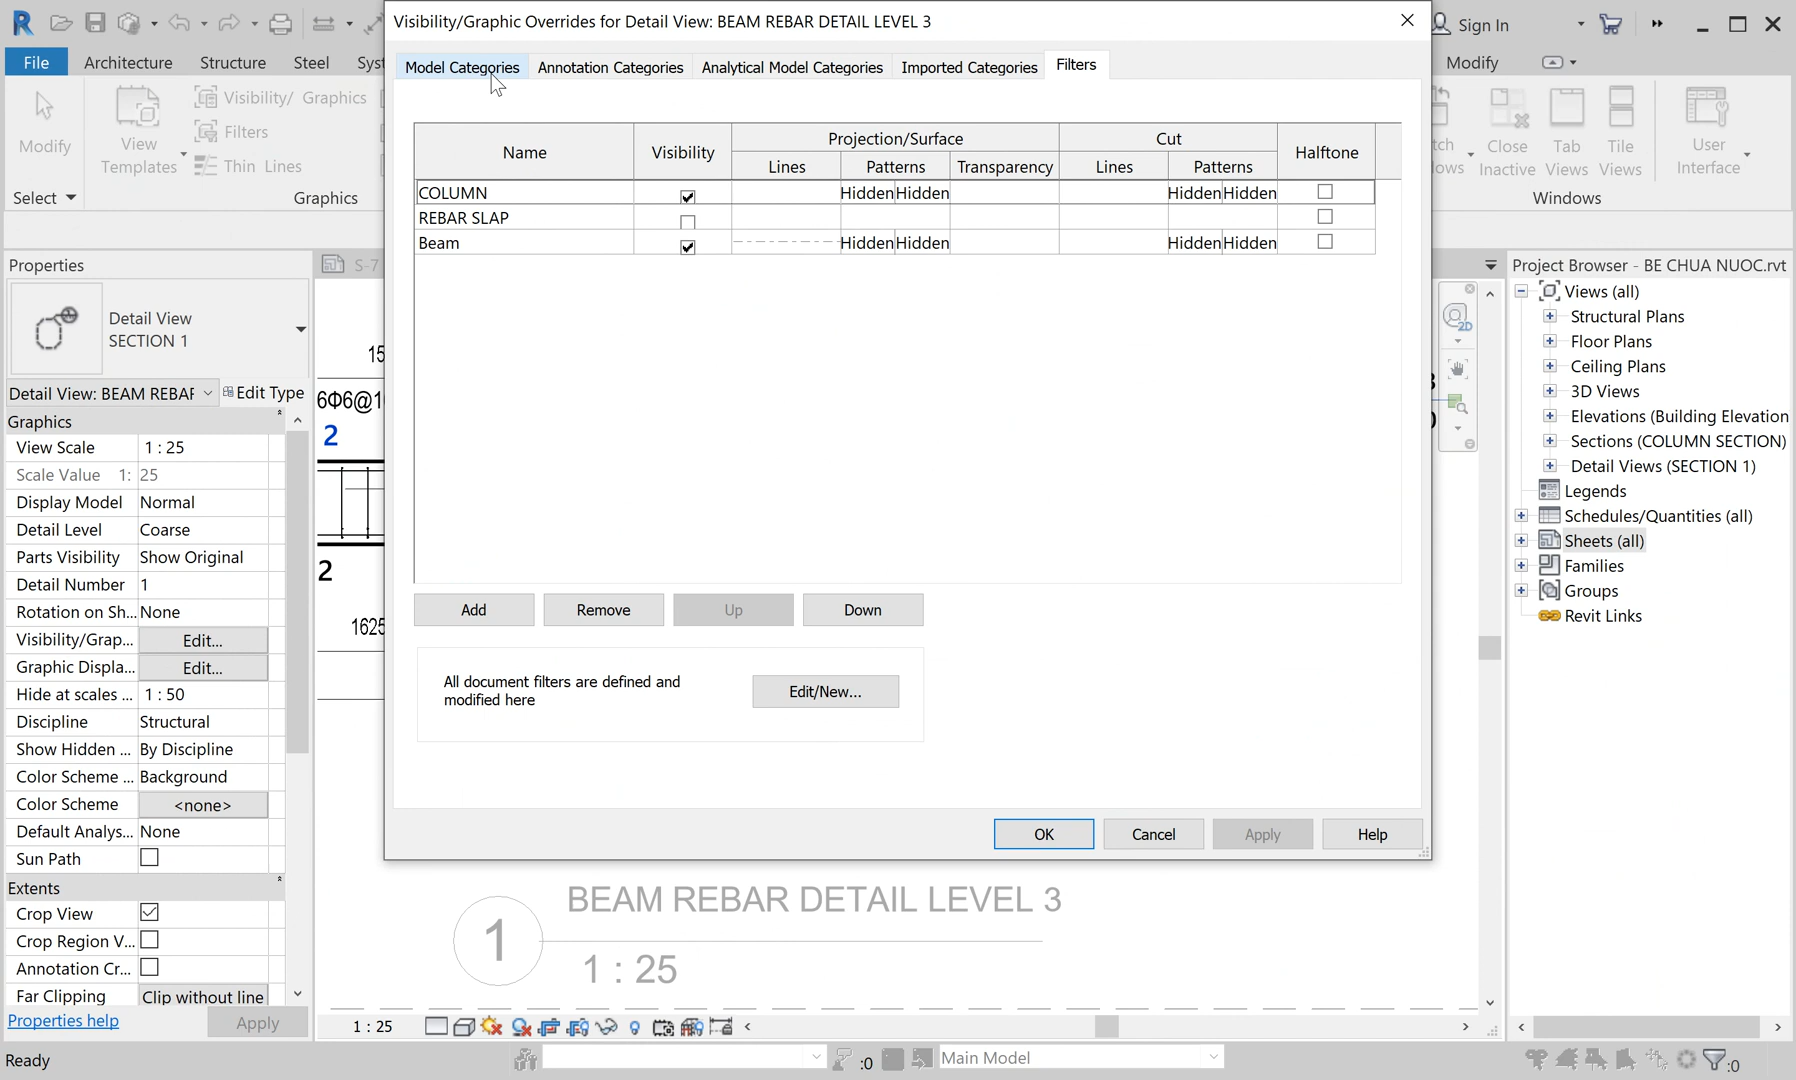 Visibility/Graphic Overrides for Detail View: BEAM REBAR DETAIL LEVEL 3
Sign In
File
Architecture
Structure
Steel
Modify
Model Categories
Annotation Categories
Analytical Model Categories
Imported Categories
Filters
Modify
View
Templates
Visibility/ Graphics
Filters
Thin Lines
Select
Graphics
Close
Inactive
Tab
Views
Tile
Views
User
Interface
Windows
Name
Visibility
Projection/Surface
Cut
Halftone
Lines
Patterns
Transparency
Lines
Patterns
COLUMN
Hidden Hidden
Hidden Hidden
REBAR SLAP
Beam
Hidden Hidden
Hidden Hidden
Add
Remove
Up
Down
All document filters are defined and
modified here
Edit/New...
OK
Cancel
Apply
Help
Properties
Detail View
SECTION 1
Detail View: BEAM REBAR
Edit Type
Graphics
View Scale 1 : 25
Scale Value 1: 25
Display Model Normal
Detail Level Coarse
Parts Visibility Show Original
Detail Number 1
Rotation on Sh... None
Visibility/Grap... Edit...
Graphic Displa... Edit...
Hide at scales ... 1 : 50
Discipline Structural
Show Hidden ... By Discipline
Color Scheme ... Background
Color Scheme <none>
Default Analys... None
Sun Path
Extents
Crop View
Crop Region V...
Annotation Cr...
Far Clipping Clip without line
Properties help
Apply
S-7
15
6Φ6@1
2
2
1625
1
BEAM REBAR DETAIL LEVEL 3
1 : 25
2D
Project Browser - BE CHUA NUOC.rvt
Views (all)
Structural Plans
Floor Plans
Ceiling Plans
3D Views
Elevations (Building Elevation
Sections (COLUMN SECTION)
Detail Views (SECTION 1)
Legends
Schedules/Quantities (all)
Sheets (all)
Families
Groups
Revit Links
1 : 25
Ready
:0
Main Model
:0